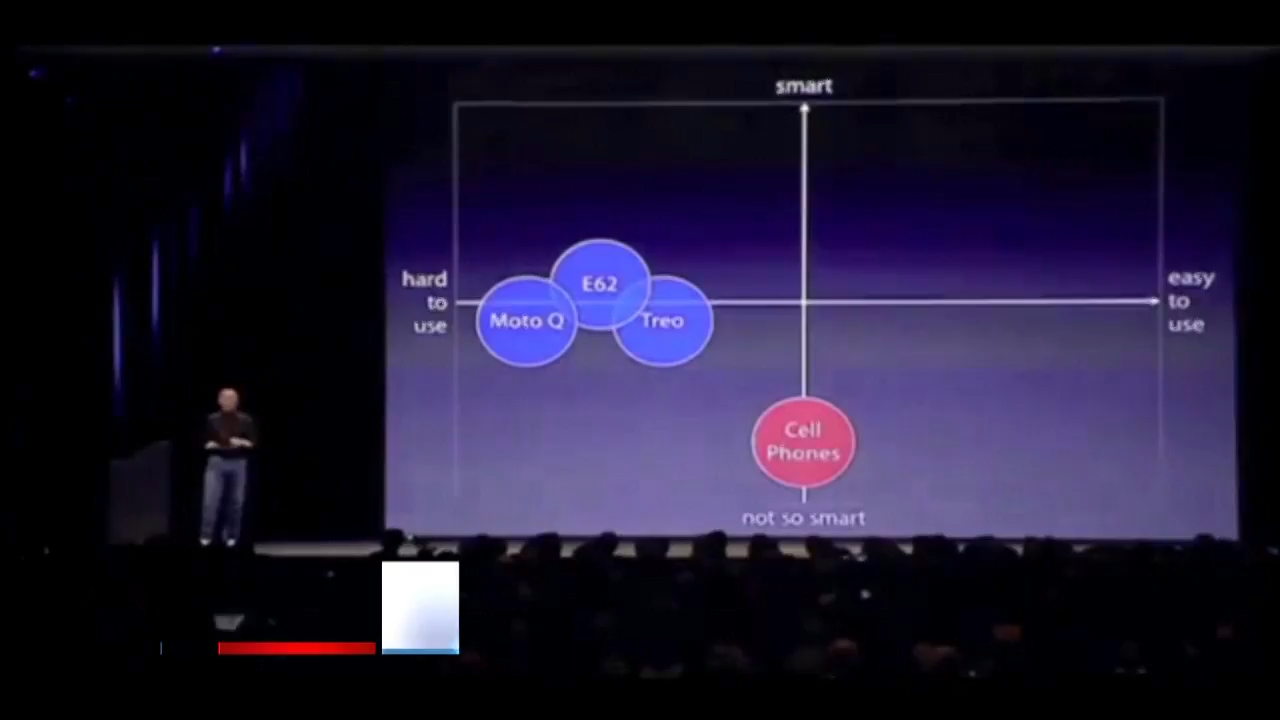 smart
hard
to
use
easy
to
use
E62
Moto Q
Treo
Cell
Phones
not so smart